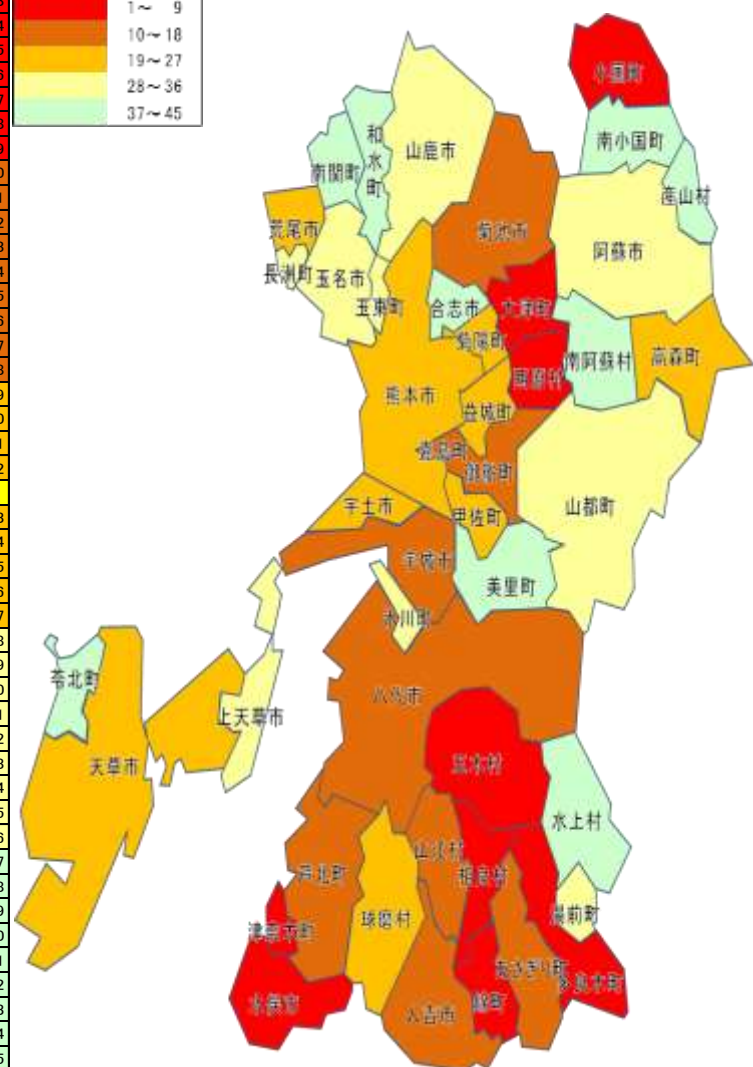 1～ 9
10～18
19～27
28～36
37～45
小国町
南小国町
産山村
和水町
山鹿市
南関町
菊池市
阿蘇市
荒尾市
長洲町
玉名市
玉東町
合志市
大津町
菊陽町
西原村
南阿蘇村
高森町
熊本市
益城町
嘉島町
御船町
山都町
宇土市
甲佐町
宇城市
美里町
氷川町
八代市
苓北町
上天草市
天草市
五木村
水上村
山江村
相良村
芦北町
球磨村
湯前町
津奈木町
あさぎり町
多良木町
水俣市
錦町
人吉市